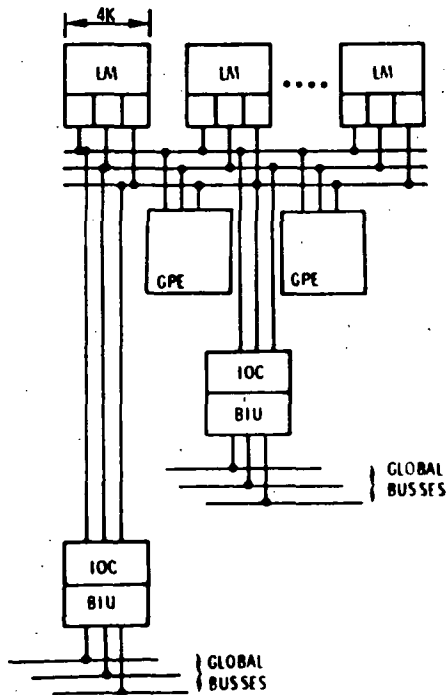 4K
LM
LM
....
LM
GPE
GPE
IOC
BIU
GLOBAL
BUSSES
IOC
BIU
GLOBAL
BUSSES